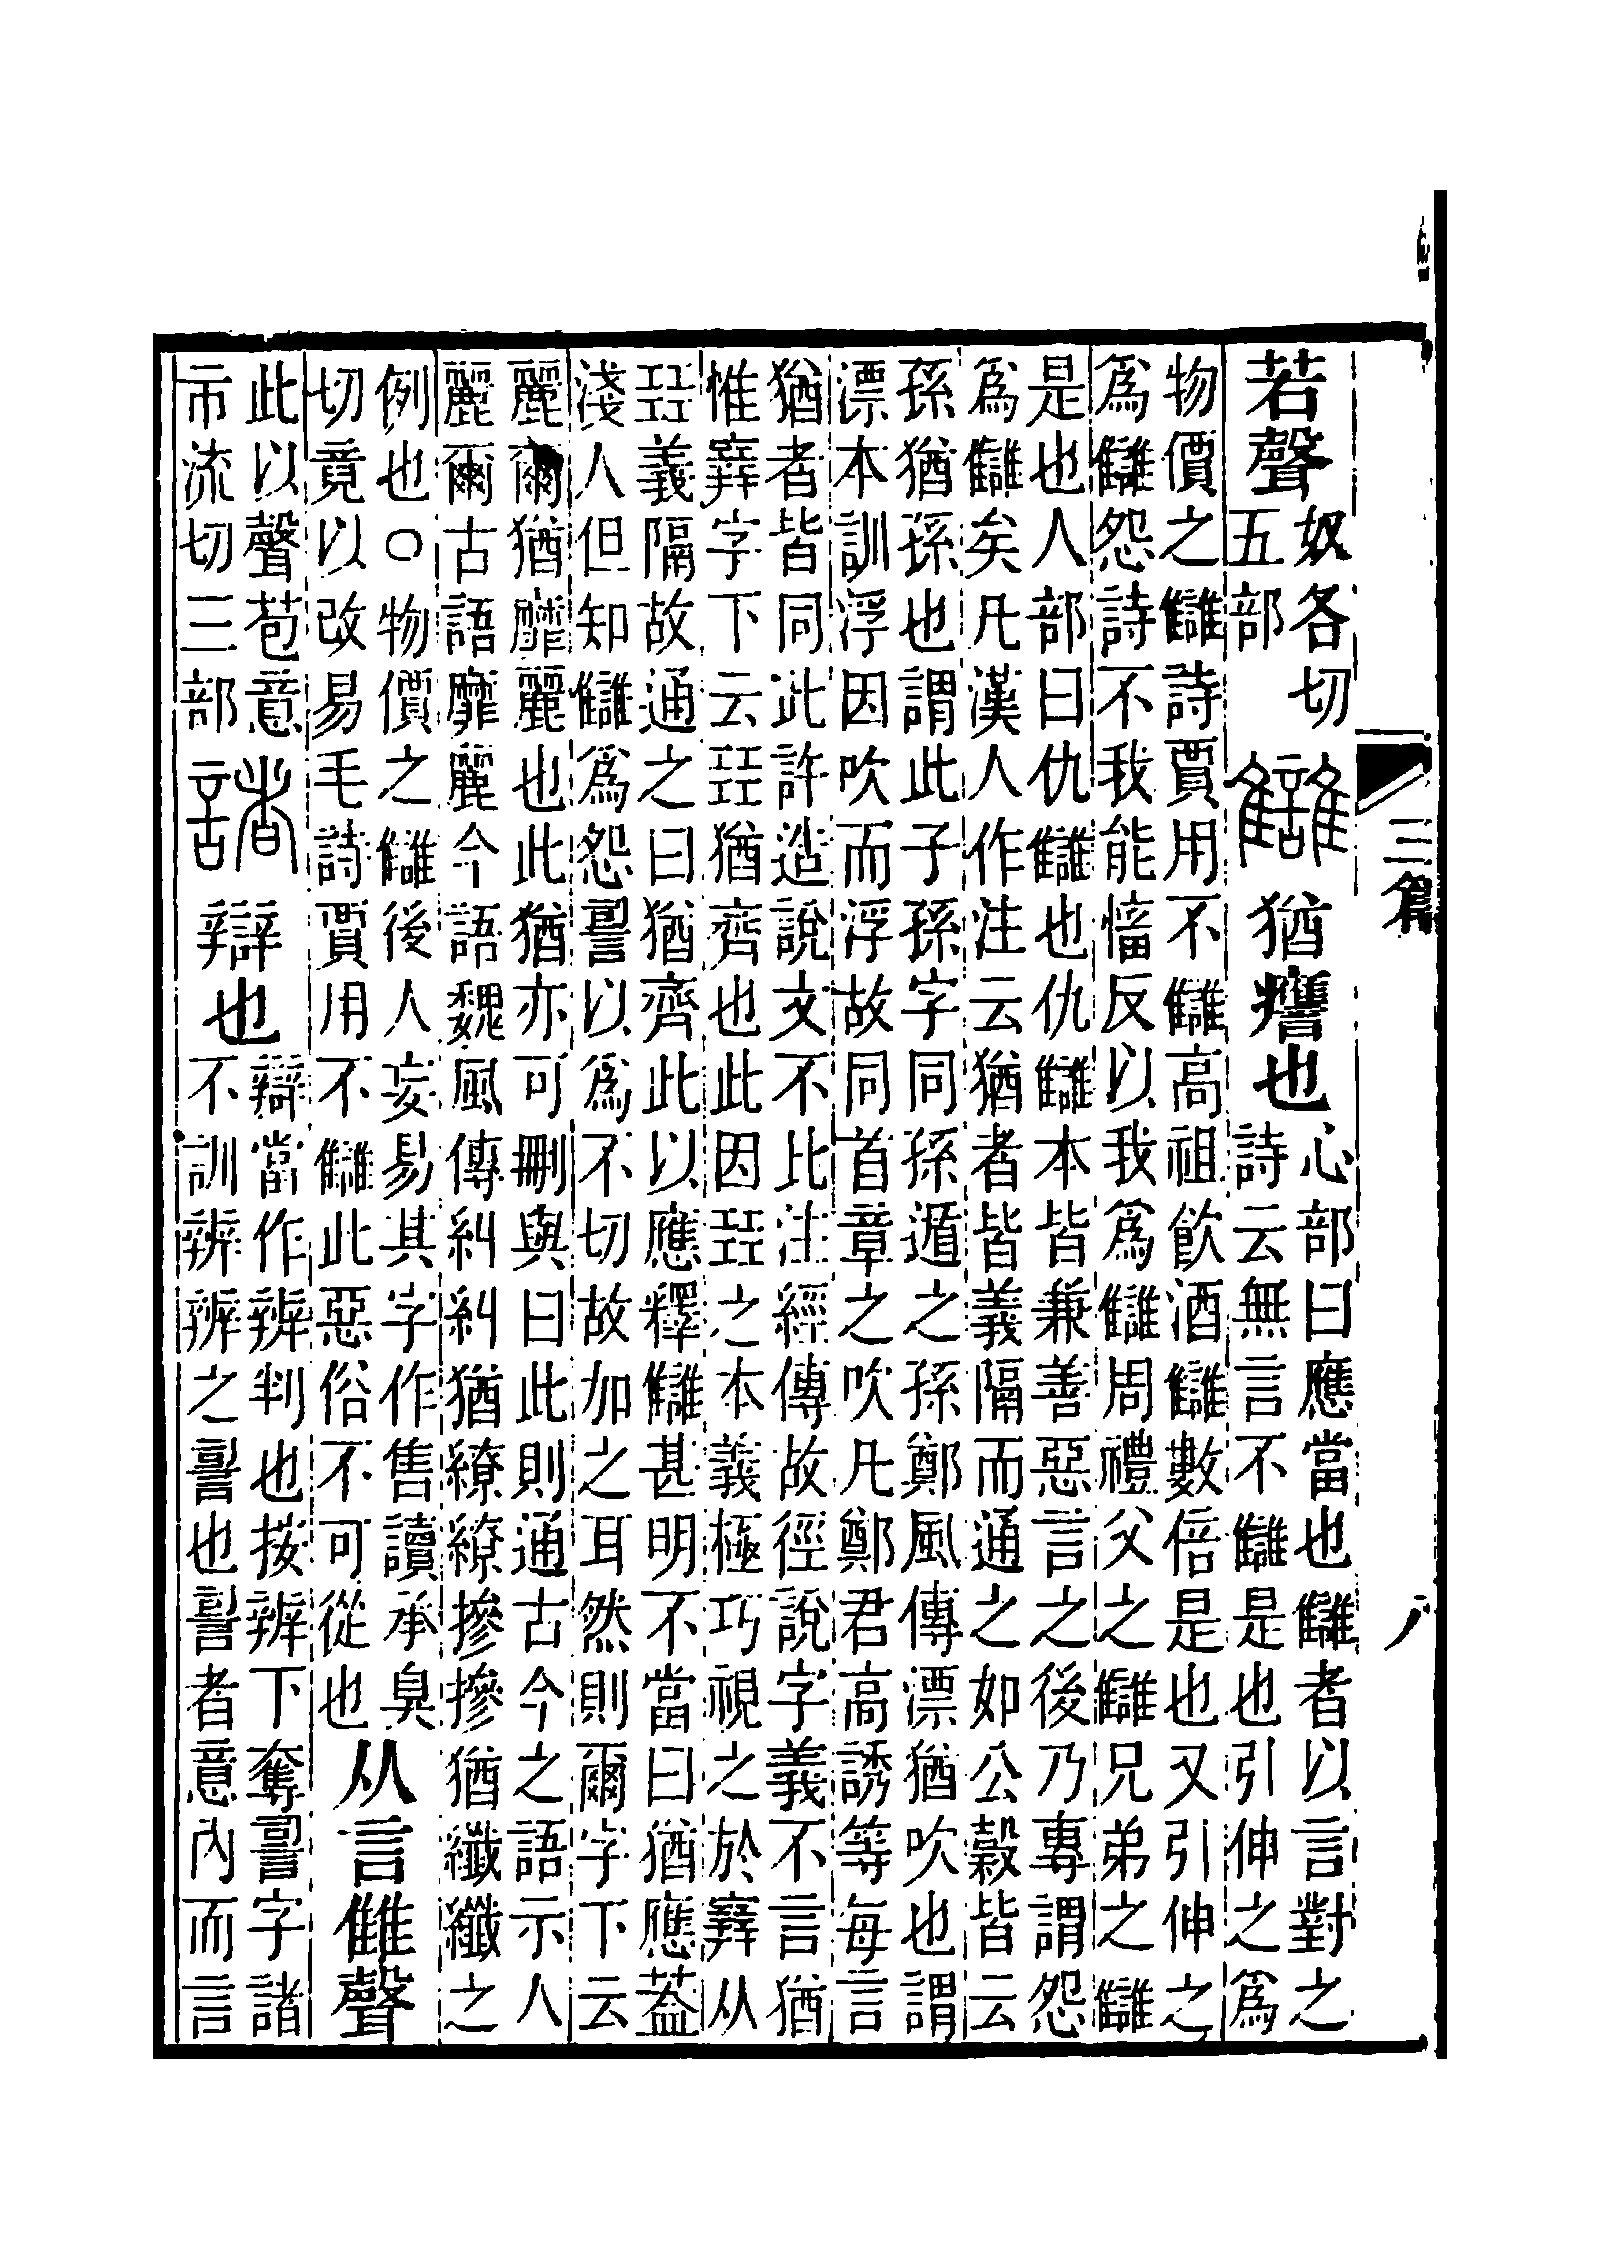 若聲
奴各切
五部
讎
猶譍也
心部曰應當也讎者以言對之
詩云無言不讎是也引伸之爲
物價之讎詩賈用不讎高祖飮酒讎數倍是也又引伸之
爲讎怨詩不我能慉反以我爲讎周禮父之讎兄弟之讎
是也人部曰仇讎也仇讎本皆兼善惡言之後乃專謂怨
爲讎矣凡漢人作注云猶者皆義隔而通之如公穀皆云
孫猶孫也謂此子孫字同孫遁之孫鄭風傳漂猶吹也謂
漂本訓浮因吹而浮故同首章之吹凡鄭君高誘等每言
猶者皆同此許造說文不比注經傳故徑說字義不言猶
惟𡫳字下云㠭猶齊也此因㠭之本義極巧視之於𡫳从
㠭義隔故通之曰猶齊此以應釋讎甚明不當曰猶應葢
淺人但知讎爲怨䛐以爲不切故加之耳然則爾字下云
麗爾猶靡麗也此猶亦可刪與曰此則通古今之語示人
麗爾古語靡麗今語魏風傳糾糾猶繚繚摻摻猶纖纖之
例也○物價之讎後人妄易其字作售讀承臭
切竟以改易毛詩賈用不讎此惡俗不可從也
从言雔聲
此以聲苞意
市流切三部
諸
辯也
辯當作辨判也按辨下奪䛐字諸
不訓辨辨之䛐也䛐者意內而言
三篇
八